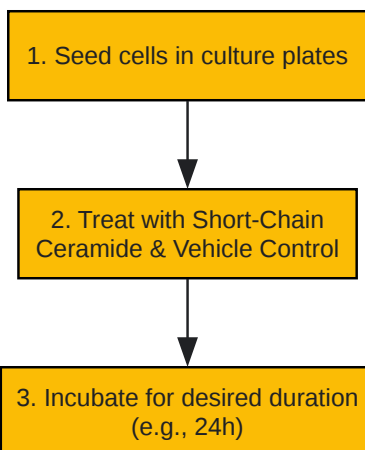 1. Seed cells in culture plates
2. Treat with Short-Chain
Ceramide & Vehicle Control
3. Incubate for desired duration
(e.g., 24h)